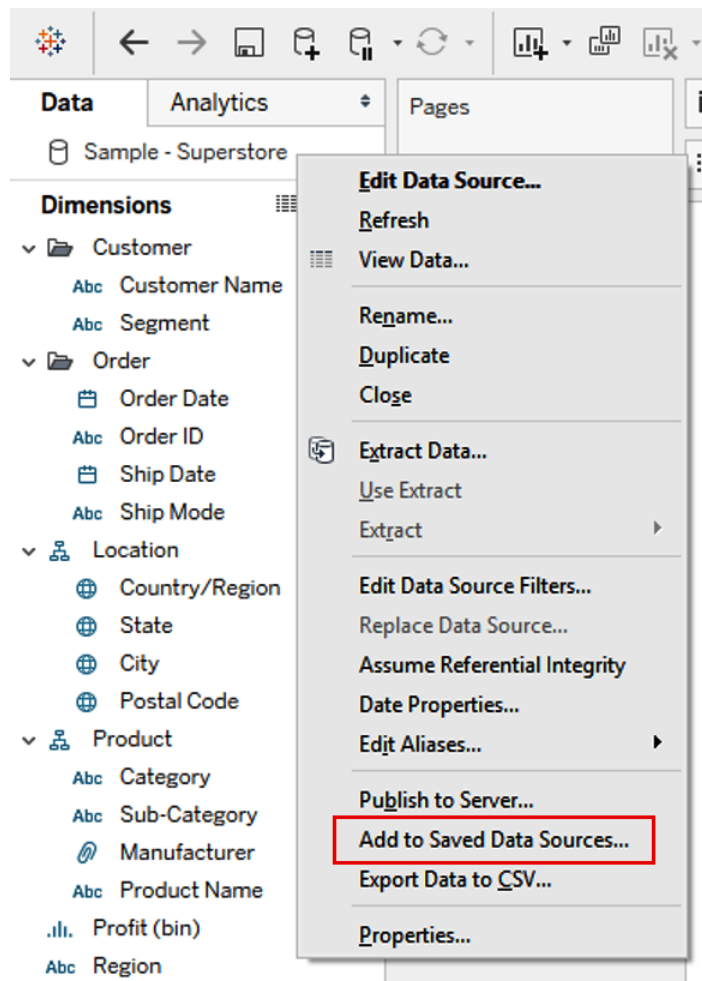 Data
Analytics
Pages
Sample - Superstore
Dimensions
Customer
Abc Customer Name
Abc Segment
Order
Order Date
Abc Order ID
Ship Date
Abc Ship Mode
Location
Country/Region
State
City
Postal Code
Product
Abc Category
Abc Sub-Category
Manufacturer
Abc Product Name
Profit (bin)
Abc Region
Edit Data Source...
Refresh
View Data...
Rename...
Duplicate
Close
Extract Data...
Use Extract
Extract
Edit Data Source Filters...
Replace Data Source...
Assume Referential Integrity
Date Properties...
Edit Aliases...
Publish to Server...
Add to Saved Data Sources...
Export Data to CSV...
Properties...